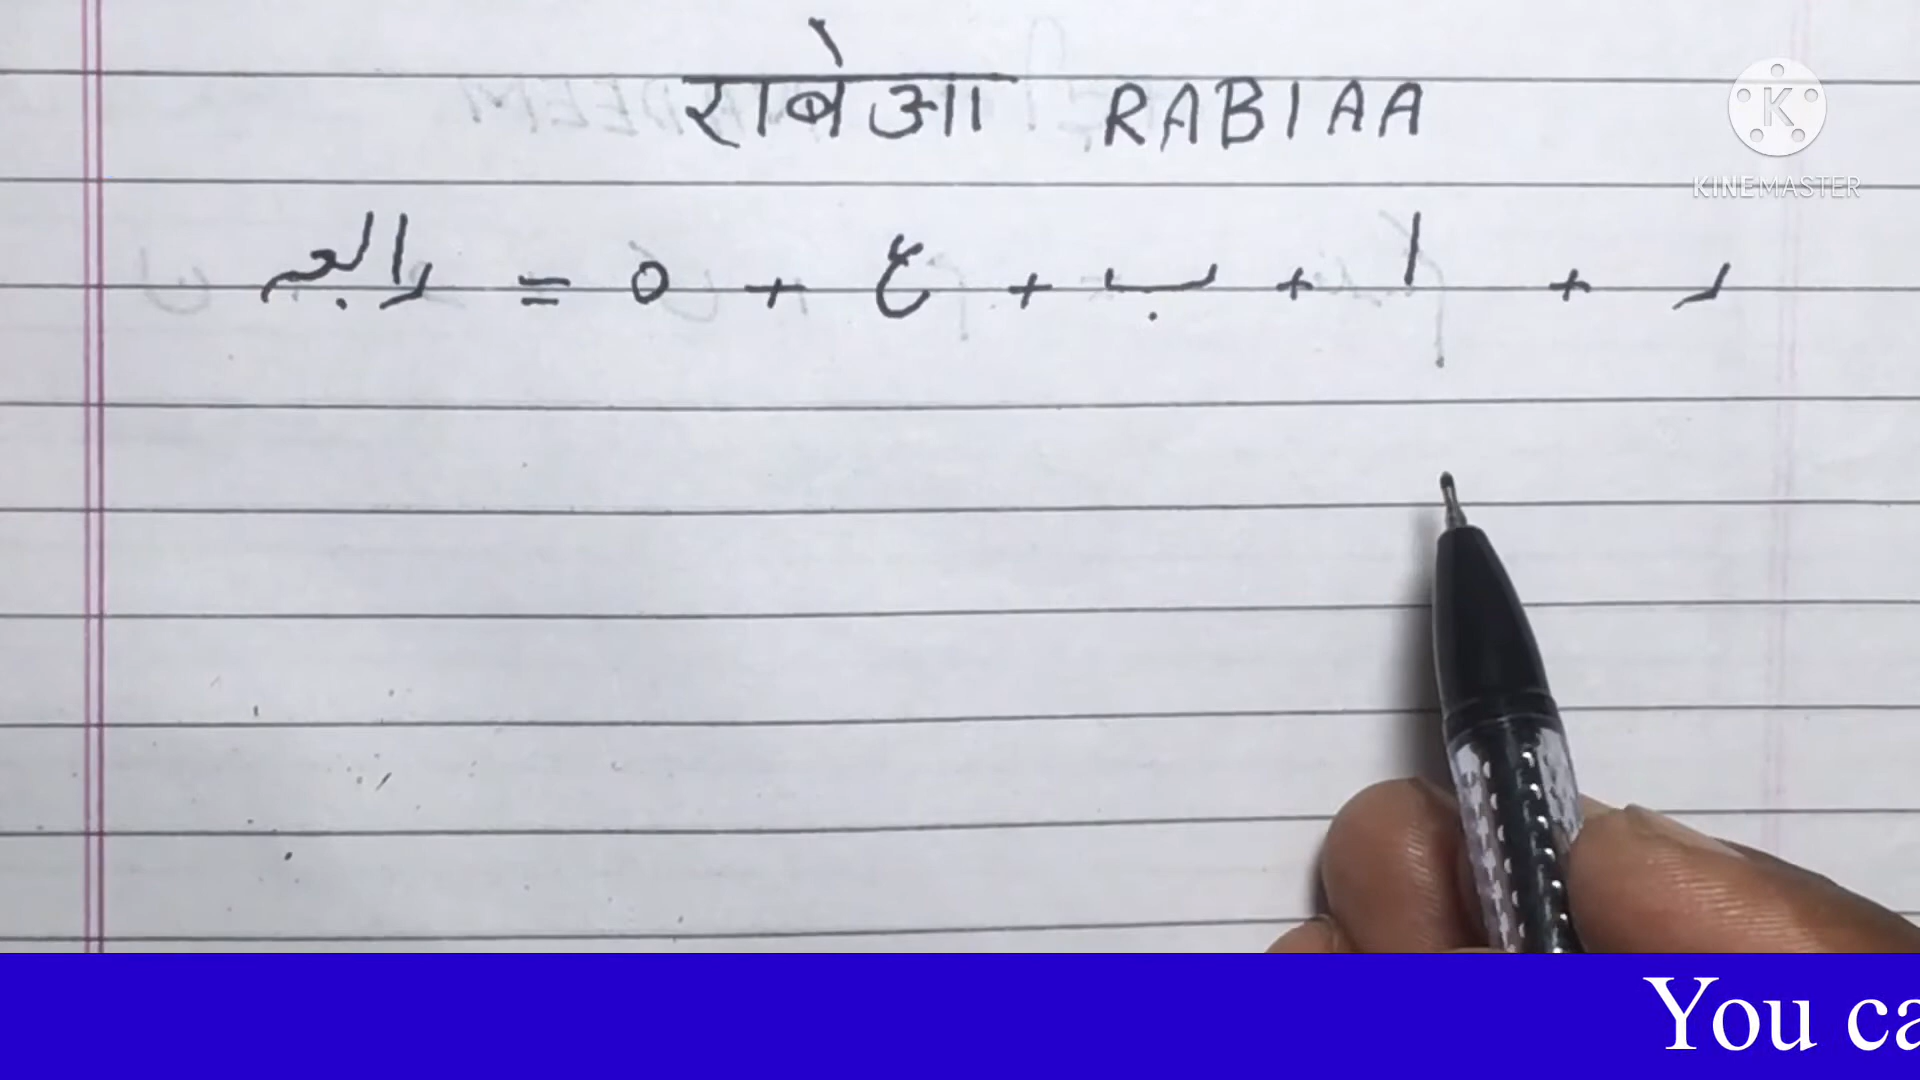 राबेआ RABIAA
KINEMASTER
ر + ا + ب + ع + ه = رابعہ
You ca